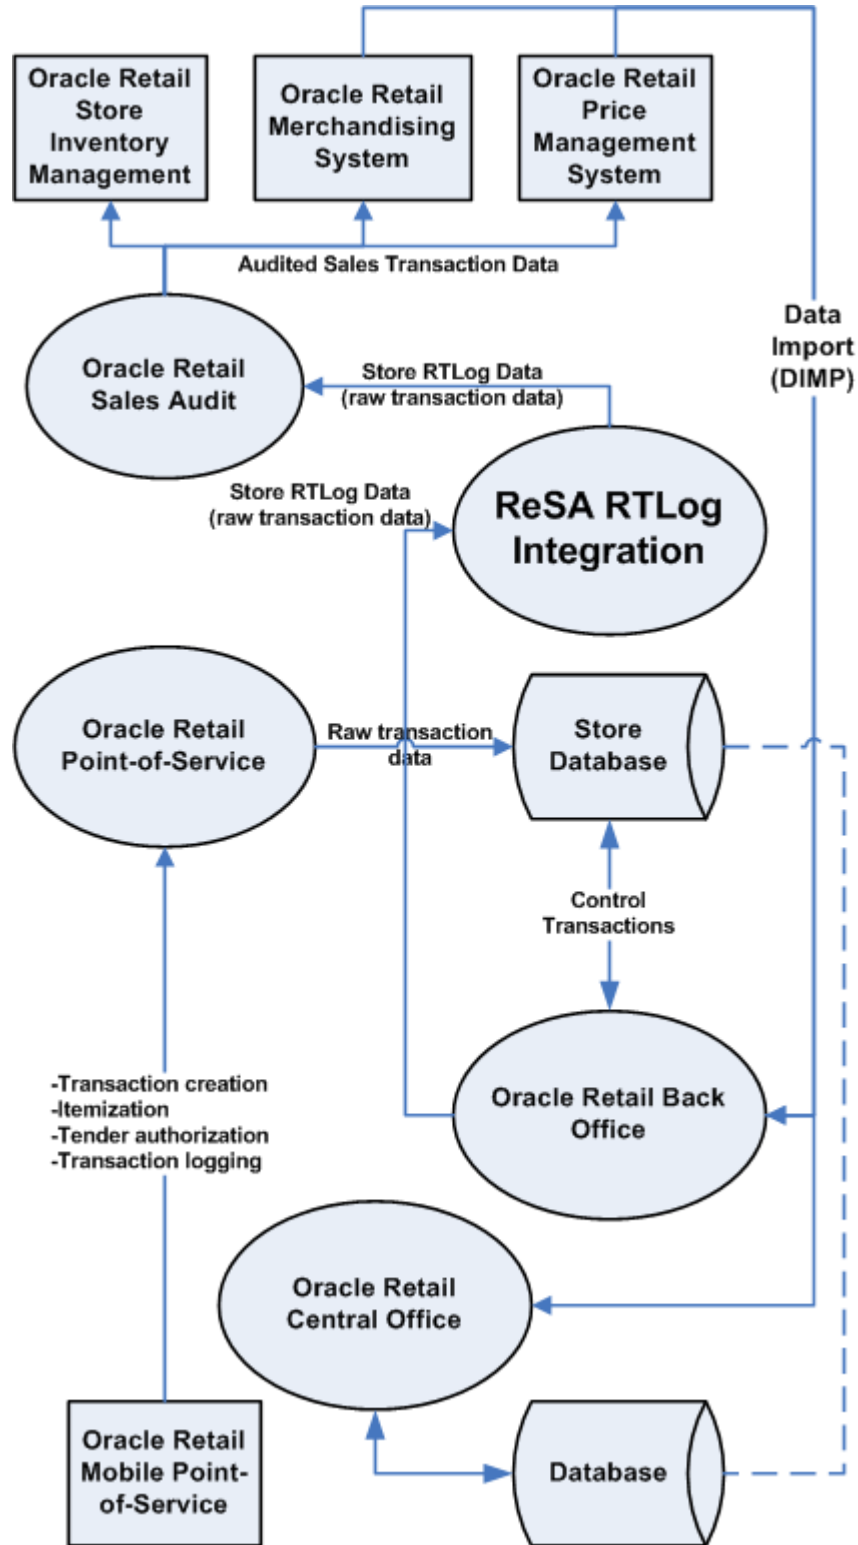 Oracle Retail
Store
Inventory
Management
Oracle Retail
Merchandising
System
Oracle Retail
Price
Management
System
Audited Sales Transaction Data
Data
Import
(DIMP)
Oracle Retail
Sales Audit
Store RTLog Data
(raw transaction data)
Store RTLog Data
(raw transaction data)
ReSA RTLog
Integration
Oracle Retail
Point-of-Service
Raw transaction
data
Store
Database
Control
Transactions
-Transaction creation
-Itemization
-Tender authorization
-Transaction logging
Oracle Retail Back
Office
Oracle Retail
Central Office
Oracle Retail
Mobile Point-
of-Service
Database